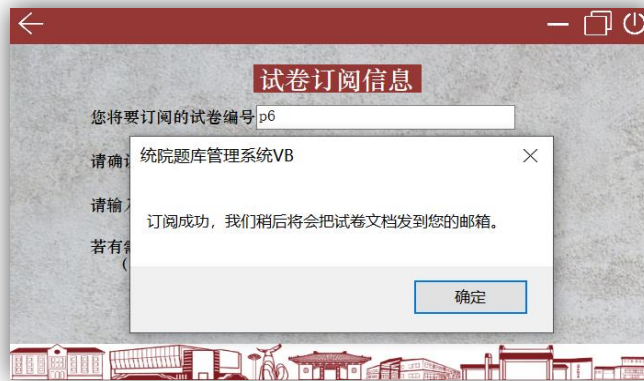 试卷订阅信息
您将要订阅的试卷编号 p6
请确
统院题库管理系统VB
请输
订阅成功，我们稍后将会把试卷文档发到您的邮箱。
若有
（
确定